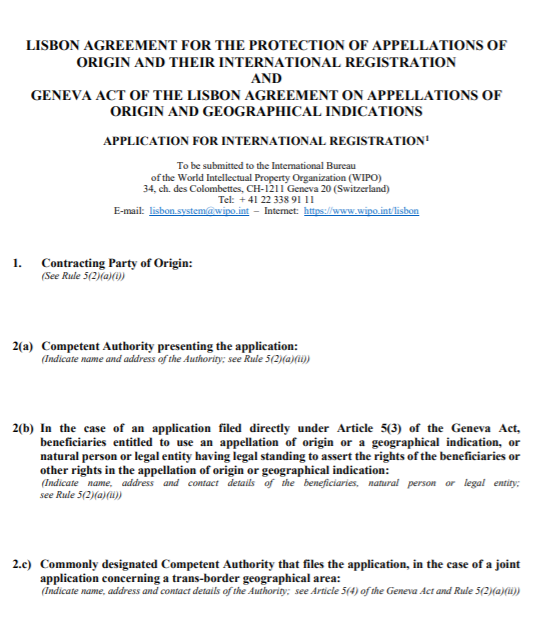 LISBON AGREEMENT FOR THE PROTECTION OF APPELLATIONS OF
ORIGIN AND THEIR INTERNATIONAL REGISTRATION
AND
GENEVA ACT OF THE LISBON AGREEMENT ON APPELLATIONS OF
ORIGIN AND GEOGRAPHICAL INDICATIONS
APPLICATION FOR INTERNATIONAL REGISTRATION¹
To be submitted to the International Bureau
of the World Intellectual Property Organization (WIPO)
34, ch. des Colombettes, CH-1211 Geneva 20 (Switzerland)
Tel: + 41 22 338 91 11
E-mail: lisbon.system@wipo.int – Internet: https://www.wipo.int/lisbon
1. Contracting Party of Origin:
(See Rule 5(2)(a)(i))
2(a) Competent Authority presenting the application:
(Indicate name and address of the Authority; see Rule 5(2)(a)(ii))
2(b) In the case of an application filed directly under Article 5(3) of the Geneva Act,
beneficiaries entitled to use an appellation of origin or a geographical indication, or
natural person or legal entity having legal standing to assert the rights of the beneficiaries or
other rights in the appellation of origin or geographical indication:
(Indicate name, address and contact details of the beneficiaries, natural person or legal entity;
see Rule 5(2)(a)(ii))
2.c) Commonly designated Competent Authority that files the application, in the case of a joint
application concerning a trans-border geographical area:
(Indicate name, address and contact details of the Authority; see Article 5(4) of the Geneva Act and Rule 5(2)(a)(ii))